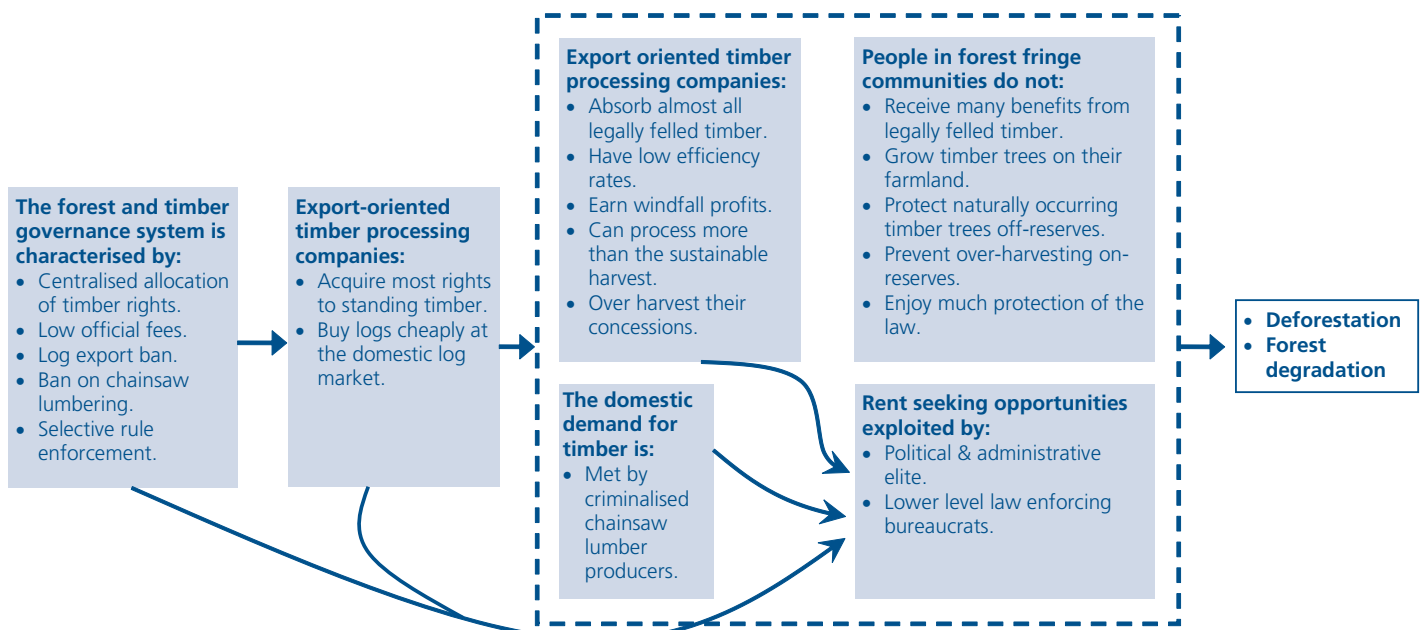 The forest and timber
governance system is
characterised by:
• Centralised allocation
of timber rights.
• Low official fees.
• Log export ban.
• Ban on chainsaw
lumbering.
• Selective rule
enforcement.
Export-oriented
timber processing
companies:
• Acquire most rights
to standing timber.
• Buy logs cheaply at
the domestic log
market.
Export oriented timber
processing companies:
• Absorb almost all
legally felled timber.
• Have low efficiency
rates.
• Earn windfall profits.
• Can process more
than the sustainable
harvest.
• Over harvest their
concessions.
People in forest fringe
communities do not:
• Receive many benefits from
legally felled timber.
• Grow timber trees on their
farmland.
• Protect naturally occurring
timber trees off-reserves.
• Prevent over-harvesting on-
reserves.
• Enjoy much protection of the
law.
The domestic
demand for
timber is:
• Met by
criminalised
chainsaw
lumber
producers.
Rent seeking opportunities
exploited by:
• Political & administrative
elite.
• Lower level law enforcing
bureaucrats.
• Deforestation
• Forest
degradation